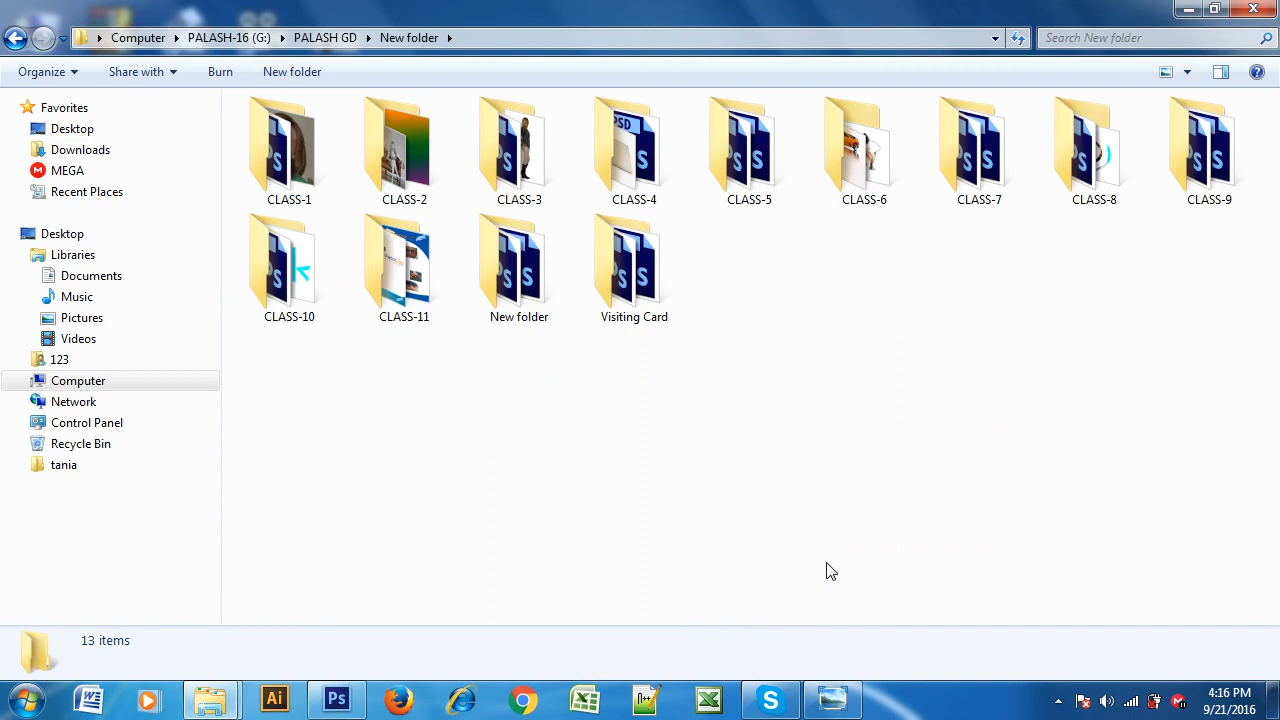 Computer PALASH-16 (G:) PALASH GD New folder
Search New folder
Organize Share with Burn New folder
Favorites
Desktop
Downloads
MEGA
Recent Places
Desktop
Libraries
Documents
Music
Pictures
Videos
123
Computer
Network
Control Panel
Recycle Bin
tania
CLASS-1 CLASS-2 CLASS-3 CLASS-4 CLASS-5 CLASS-6 CLASS-7 CLASS-8 CLASS-9
CLASS-10 CLASS-11 New folder Visiting Card
13 items
4:16 PM
9/21/2016